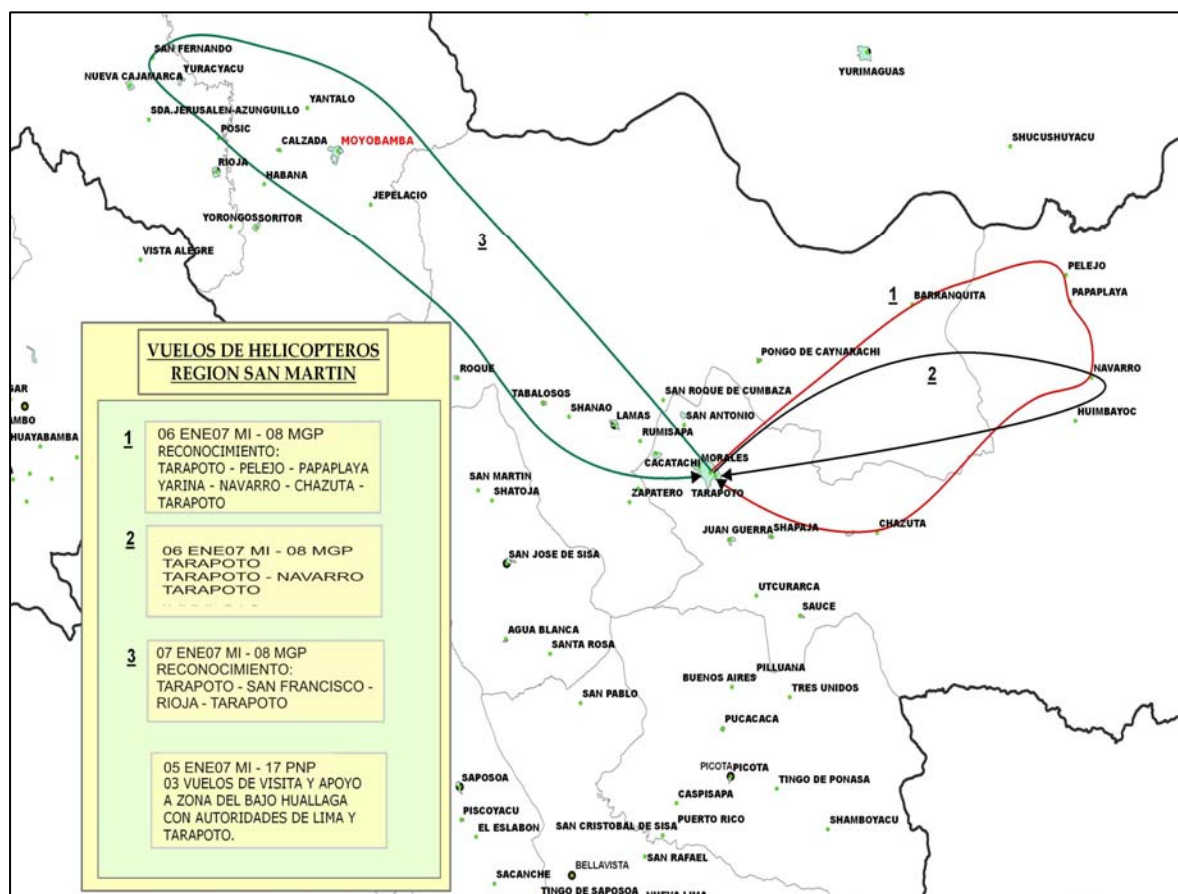 SAN FERNANDO
NUEVA CAJAMARCA
YURACYACU
YURIMAGUAS
YANTALO
SDA.JERUSALEN-AZUNGUILLO
POSIC
CALZADA
MOYOBAMBA
SHUCUSHUYACU
RIOJA
HABANA
JEPELACIO
YORONGOS
SORITOR
3
VISTA ALEGRE
PELEJO
1
BARRANQUITA
PAPAPLAYA
VUELOS DE HELICOPTEROS
REGION SAN MARTIN
PONGO DE CAYNARACHI
2
NAVARRO
ROQUE
TABALOSOS
SAN ROQUE DE CUMBAZA
SHANAO
LAMAS
SAN ANTONIO
HUIMBAYOC
GAR
AMBO
HUAYABAMBA
RUMISAPA
CACATACHI
MORALES
SAN MARTIN
SHATOJA
ZAPATERO
TARAPOTO
1
06 ENE07 MI - 08 MGP
RECONOCIMIENTO:
TARAPOTO - PELEJO - PAPAPLAYA
YARINA - NAVARRO - CHAZUTA -
TARAPOTO
JUAN GUERRA
SHAPAJA
CHAZUTA
2
06 ENE07 MI - 08 MGP
TARAPOTO
TARAPOTO - NAVARRO
TARAPOTO
SAN JOSE DE SISA
UTCURARCA
SAUCE
AGUA BLANCA
SANTA ROSA
3
07 ENE07 MI - 08 MGP
RECONOCIMIENTO:
TARAPOTO - SAN FRANCISCO -
RIOJA - TARAPOTO
PILLUANA
BUENOS AIRES
TRES UNIDOS
SAN PABLO
PUCACACA
05 ENE07 MI - 17 PNP
03 VUELOS DE VISITA Y APOYO
A ZONA DEL BAJO HUALLAGA
CON AUTORIDADES DE LIMA Y
TARAPOTO.
PICOTA
PICOTA
TINGO DE PONASA
SAPOSOA
CASPISAPA
PISCOYACU
PUERTO RICO
EL ESLABON
SAN CRISTOBAL DE SISA
SHAMBOYACU
SAN RAFAEL
BELLAVISTA
SACANCHE
TINGO DE SAPOSOA
NUEVA LIMA